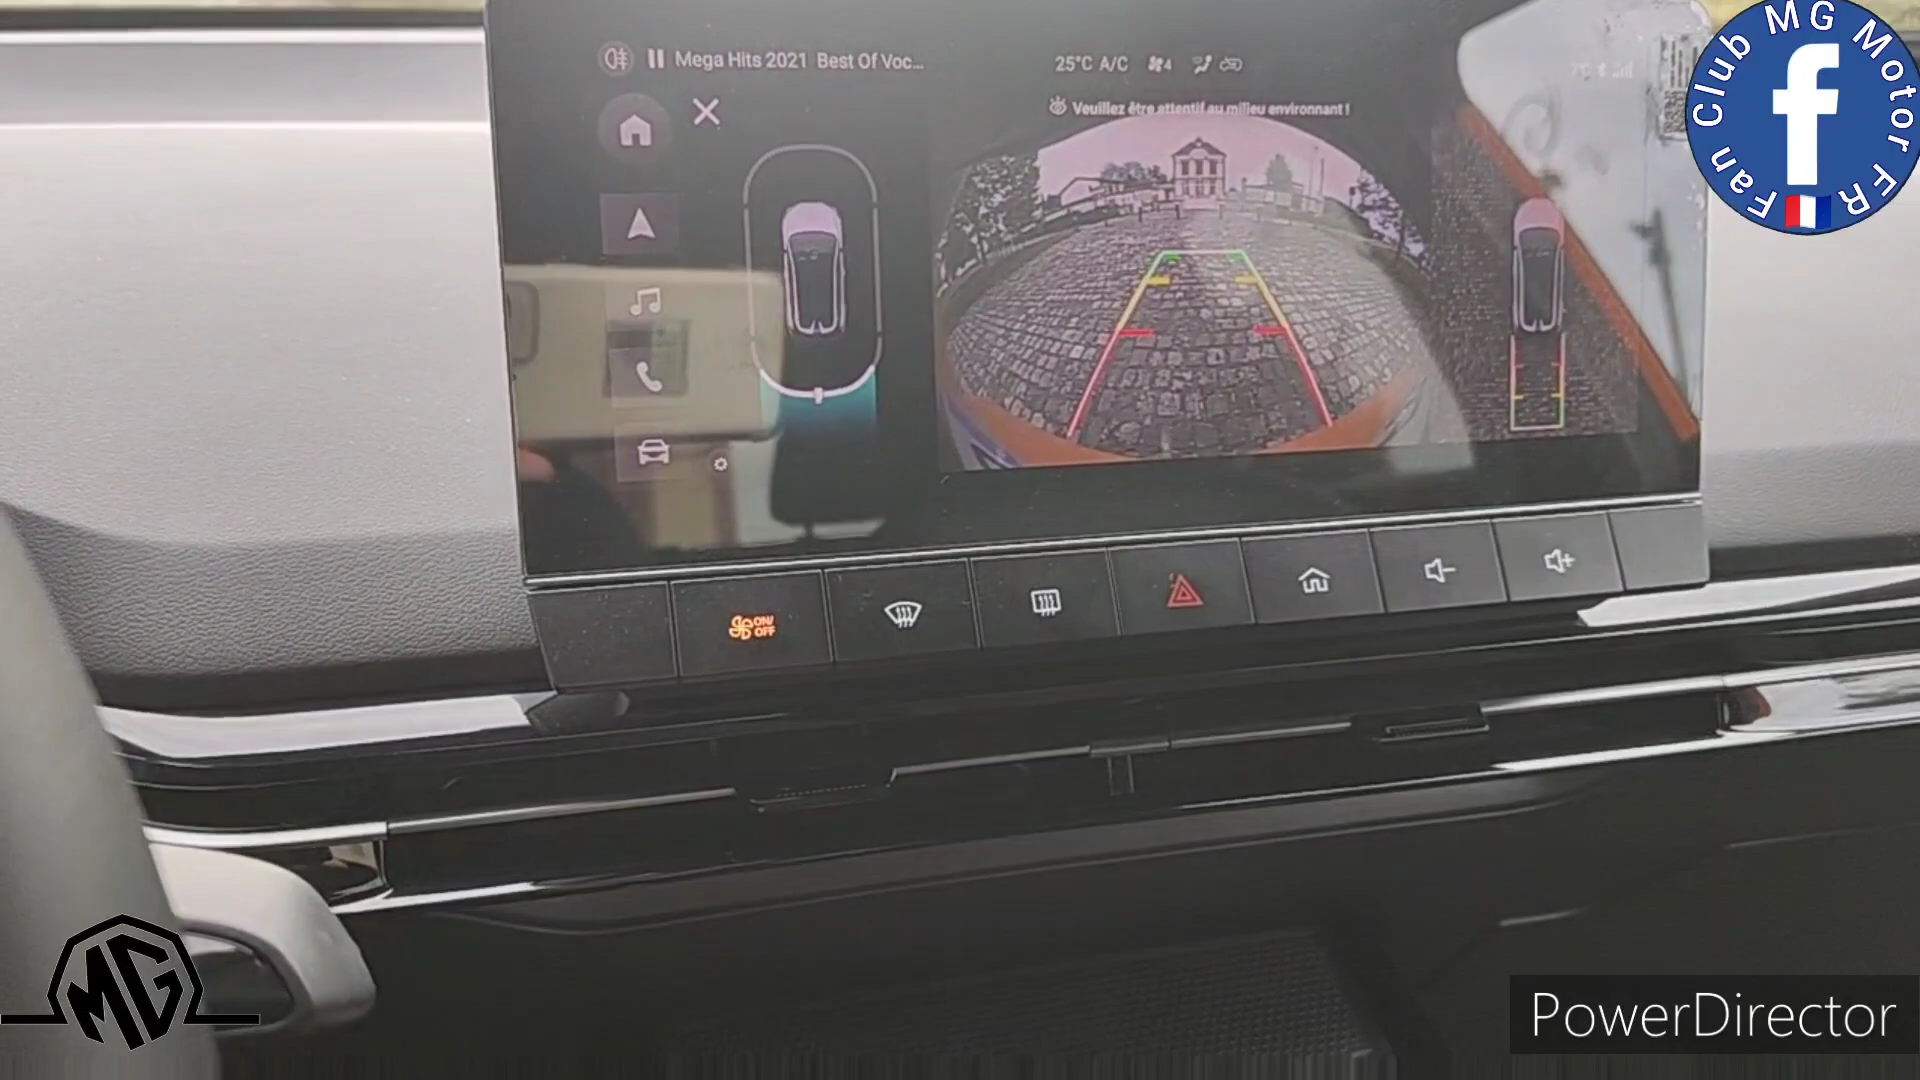 Mega Hits 2021 Best Of Voc...
25°C A/C
4
Veuillez être attentif au milieu environnant !
ON/
OFF
Fan Club MG Motor FR
f
MG
PowerDirector